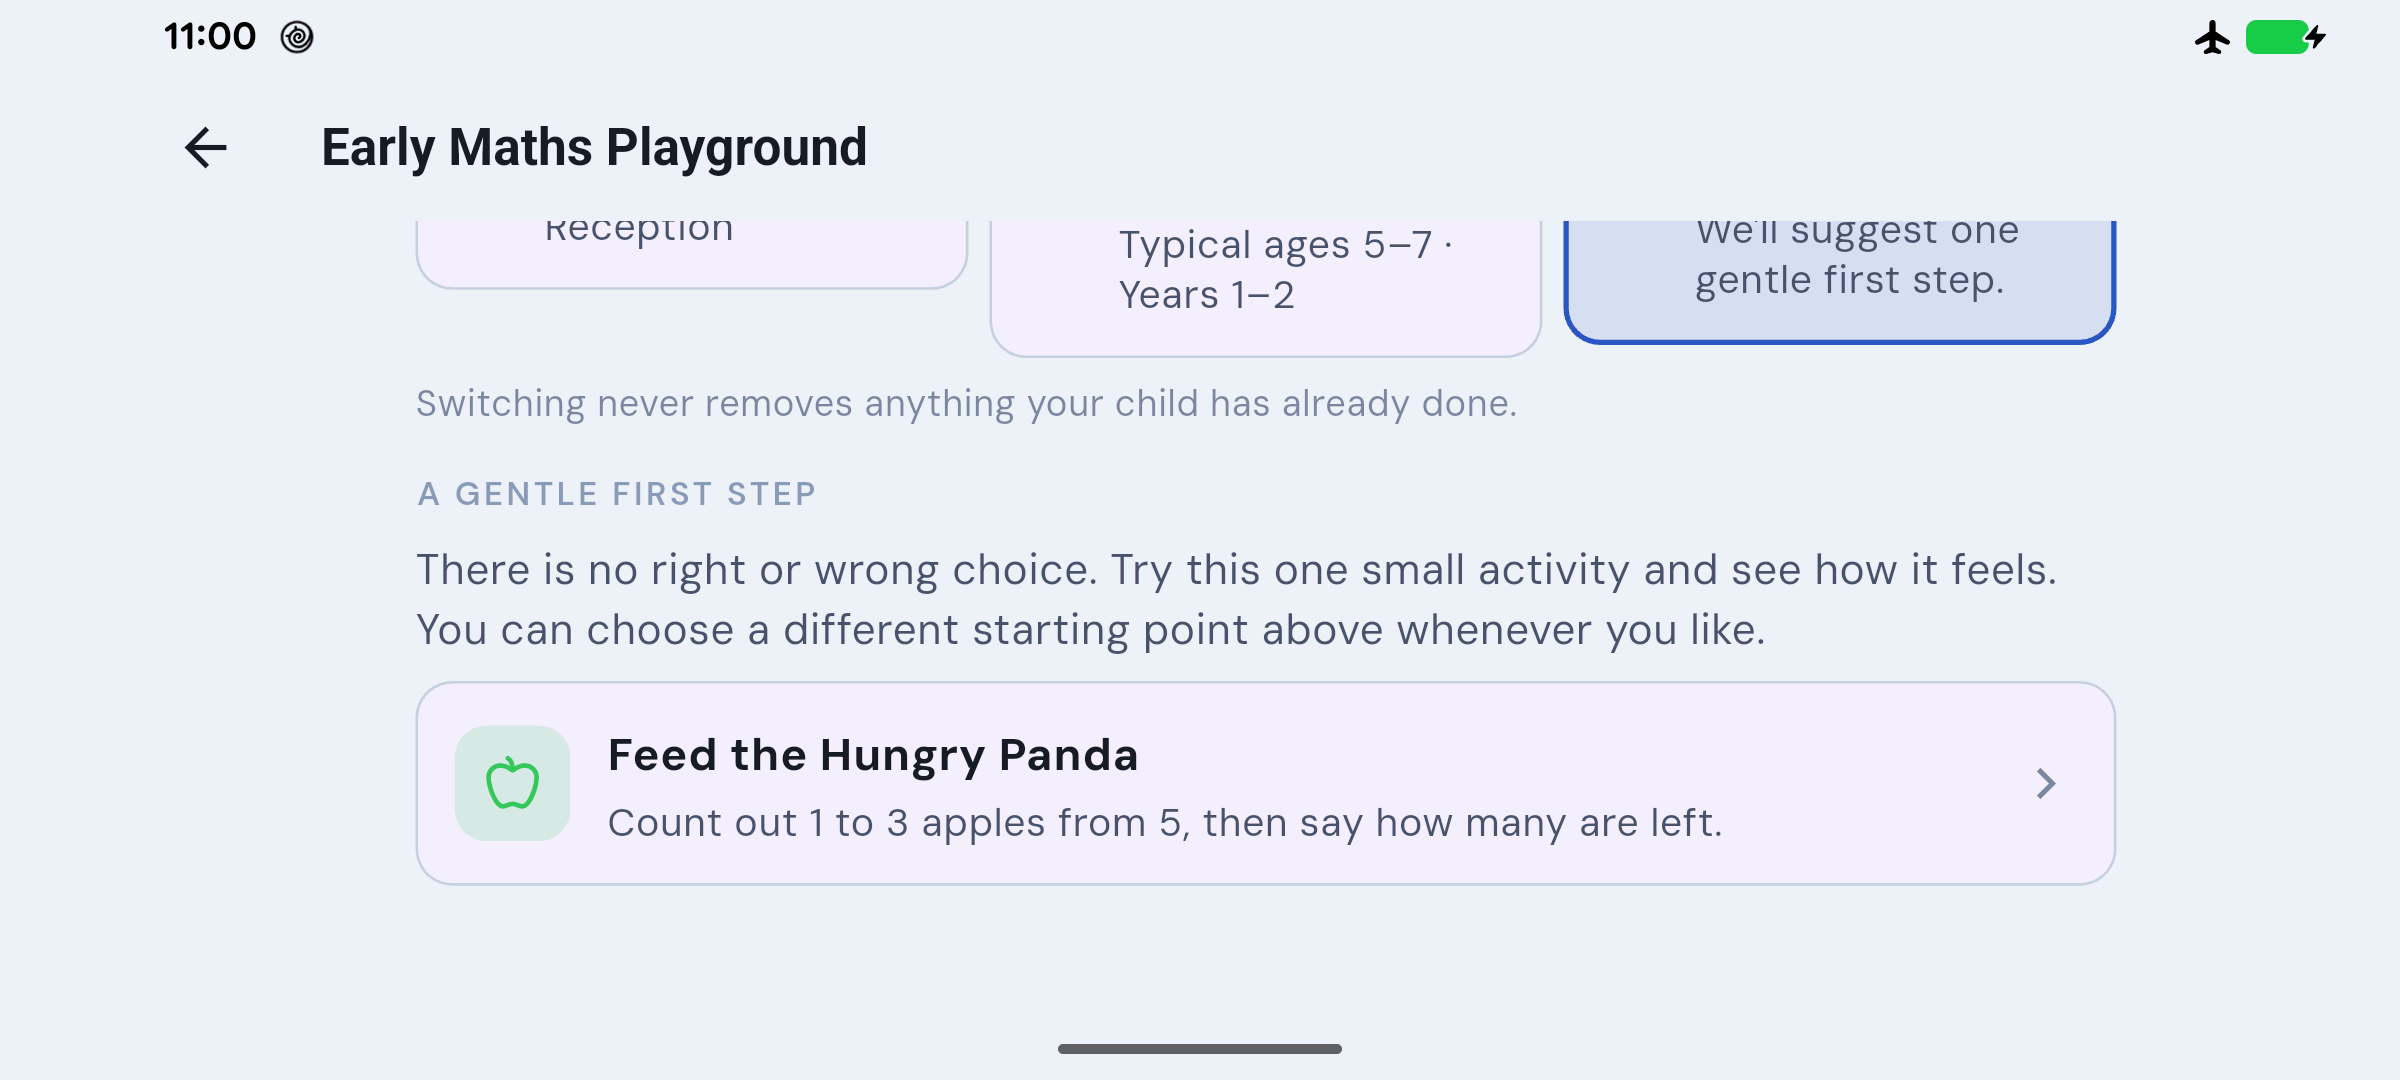 11:00
Early Maths Playground
Reception
Typical ages 5–7 ·
Years 1–2
We'll suggest one
gentle first step.
Switching never removes anything your child has already done.
A GENTLE FIRST STEP
There is no right or wrong choice. Try this one small activity and see how it feels.
You can choose a different starting point above whenever you like.
Feed the Hungry Panda
Count out 1 to 3 apples from 5, then say how many are left.